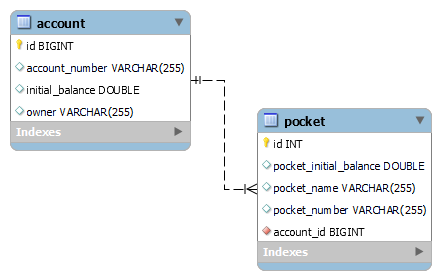 account
id BIGINT
account_number VARCHAR(255)
initial_balance DOUBLE
owner VARCHAR(255)
Indexes
pocket
id INT
pocket_initial_balance DOUBLE
pocket_name VARCHAR(255)
pocket_number VARCHAR(255)
account_id BIGINT
Indexes